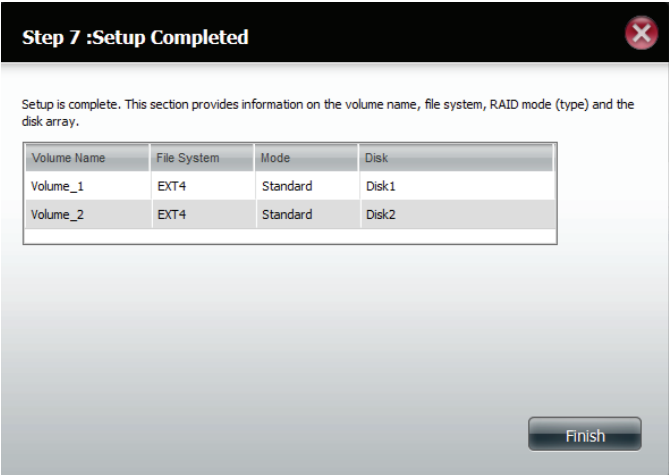 Step 7 :Setup Completed
Setup is complete. This section provides information on the volume name, file system, RAID mode (type) and the
disk array.
Volume Name File System Mode Disk
Volume_1 EXT4 Standard Disk1
Volume_2 EXT4 Standard Disk2
Finish